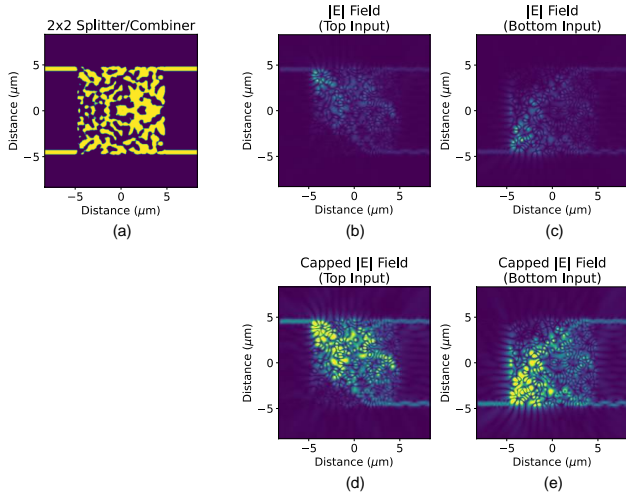 2x2 Splitter/Combiner
5
0
−5
Distance (μm)
−5
0
5
Distance (μm)
(a)
|E| Field
(Top Input)
5
0
−5
Distance (μm)
−5
0
5
Distance (μm)
(b)
|E| Field
(Bottom Input)
5
0
−5
Distance (μm)
−5
0
5
Distance (μm)
(c)
Capped |E| Field
(Top Input)
5
0
−5
Distance (μm)
−5
0
5
Distance (μm)
(d)
Capped |E| Field
(Bottom Input)
5
0
−5
Distance (μm)
−5
0
5
Distance (μm)
(e)